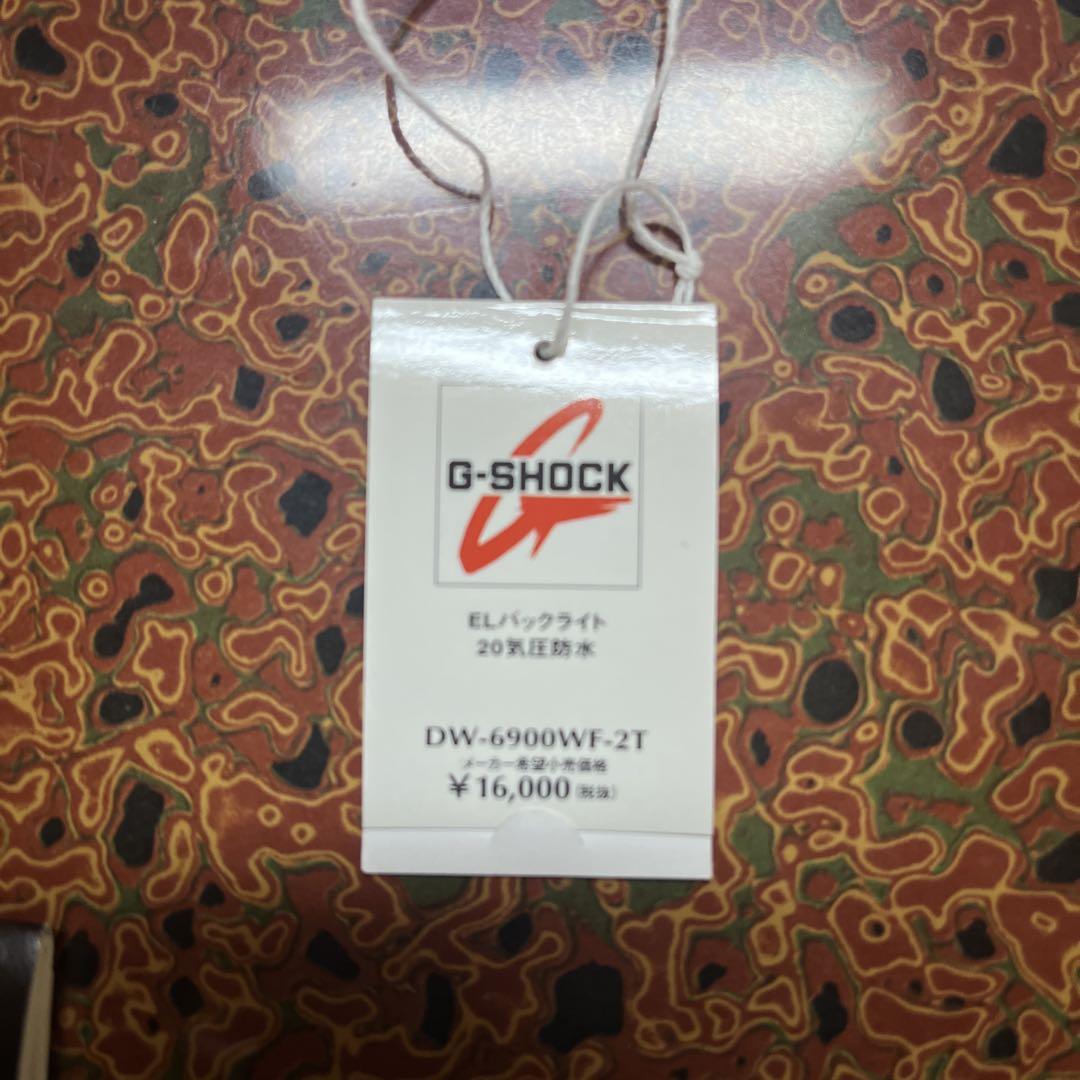 G-SHOCK
ELバックライト
20気圧防水
DW-6900WF-2T
メーカー希望小売価格
¥16,000(税抜)